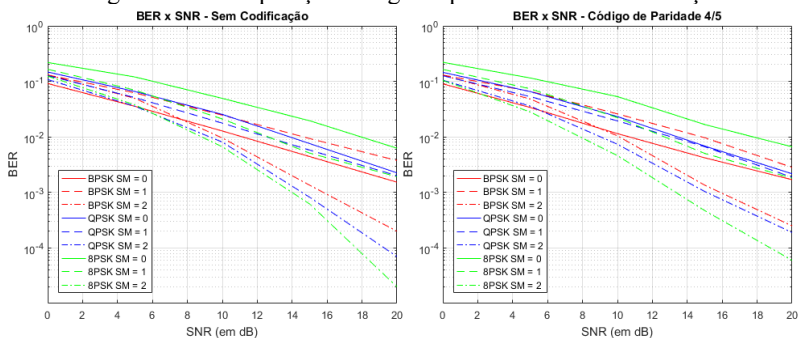 BER x SNR - Sem Codificação
10^0
10^-1
10^-2
10^-3
10^-4
BER
BPSK SM = 0
BPSK SM = 1
BPSK SM = 2
QPSK SM = 0
QPSK SM = 1
QPSK SM = 2
8PSK SM = 0
8PSK SM = 1
8PSK SM = 2
0 2 4 6 8 10 12 14 16 18 20
SNR (em dB)
BER x SNR - Código de Paridade 4/5
10^0
10^-1
10^-2
10^-3
10^-4
BER
BPSK SM = 0
BPSK SM = 1
BPSK SM = 2
QPSK SM = 0
QPSK SM = 1
QPSK SM = 2
8PSK SM = 0
8PSK SM = 1
8PSK SM = 2
0 2 4 6 8 10 12 14 16 18 20
SNR (em dB)